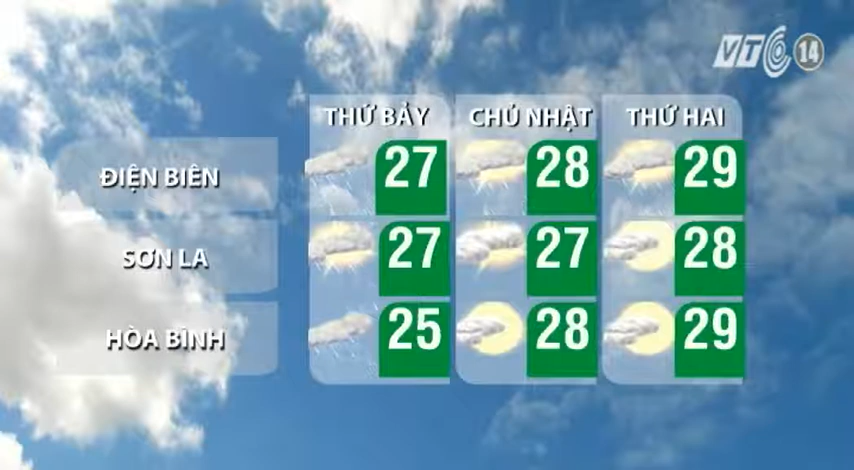 VTC 14
THỨ BẢY CHỦ NHẬT THỨ HAI
ĐIỆN BIÊN 27 28 29
SƠN LA 27 27 28
HÒA BÌNH 25 28 29